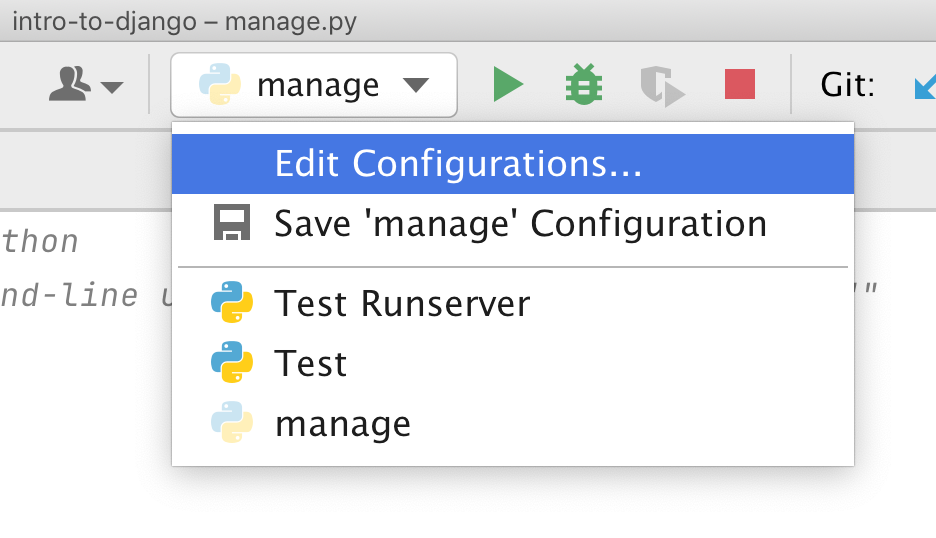 intro-to-django – manage.py
manage
Git:
Edit Configurations...
Save 'manage' Configuration
thon
nd-line
"
Test Runserver
Test
manage